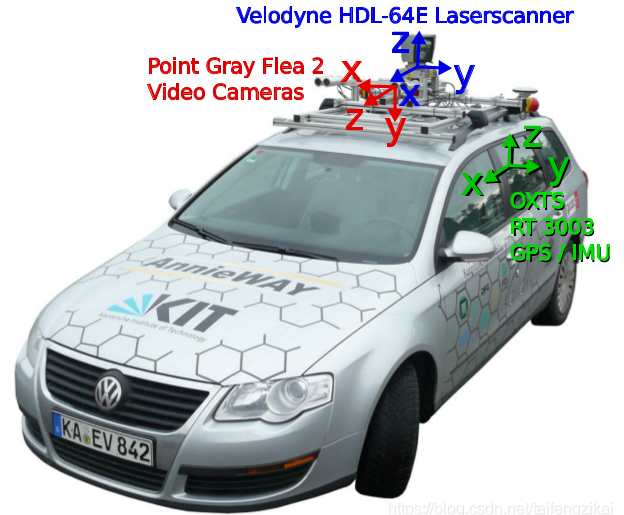 Velodyne HDL-64E Laserscanner
Point Gray Flea 2
Video Cameras
z
y
x
x
z
y
z
y
x
OXTS
RT 3003
GPS / IMU
AnnieWAY
KIT
Karlsruhe Institute of Technology
KA EV 842
https://blog.csdn.net/taifengzikai